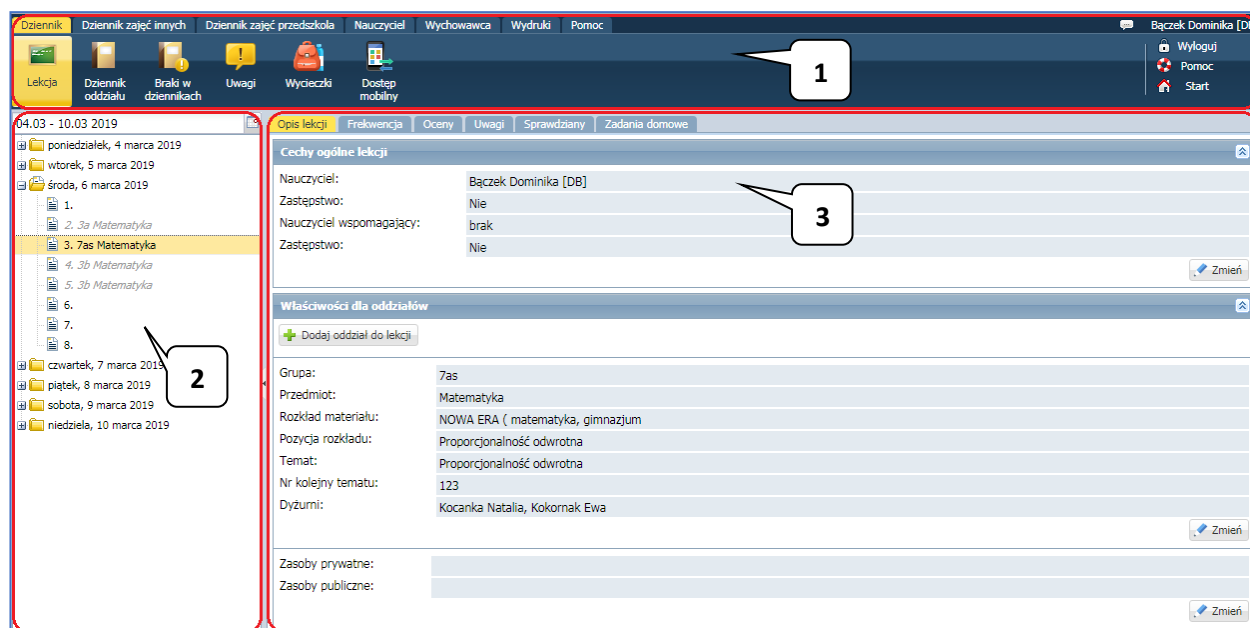 Dziennik Dziennik zajęć innych Dziennik zajęć przedszkola Nauczyciel Wychowawca Wydruki Pomoc Bączek Dominika [DB
Lekcja Dziennik oddziału Braki w dziennikach Uwagi Wycieczki Dostęp mobilny
1
Wyloguj
Pomoc
Start
04.03 - 10.03 2019
poniedziałek, 4 marca 2019
wtorek, 5 marca 2019
środa, 6 marca 2019
1.
2. 3a Matematyka
3. 7as Matematyka
4. 3b Matematyka
5. 3b Matematyka
6.
7.
8.
czwartek, 7 marca 2019
piątek, 8 marca 2019
sobota, 9 marca 2019
niedziela, 10 marca 2019
2
Opis lekcji Frekwencja Oceny Uwagi Sprawdziany Zadania domowe
Cechy ogólne lekcji
Nauczyciel: Bączek Dominika [DB]
Zastępstwo: Nie
Nauczyciel wspomagający: brak
Zastępstwo: Nie
3
Zmień
Właściwości dla oddziałów
Dodaj oddział do lekcji
Grupa: 7as
Przedmiot: Matematyka
Rozkład materiału: NOWA ERA ( matematyka, gimnazjum
Pozycja rozkładu: Proporcjonalność odwrotna
Temat: Proporcjonalność odwrotna
Nr kolejny tematu: 123
Dyżurni: Kocanka Natalia, Kokornak Ewa
Zmień
Zasoby prywatne:
Zasoby publiczne:
Zmień